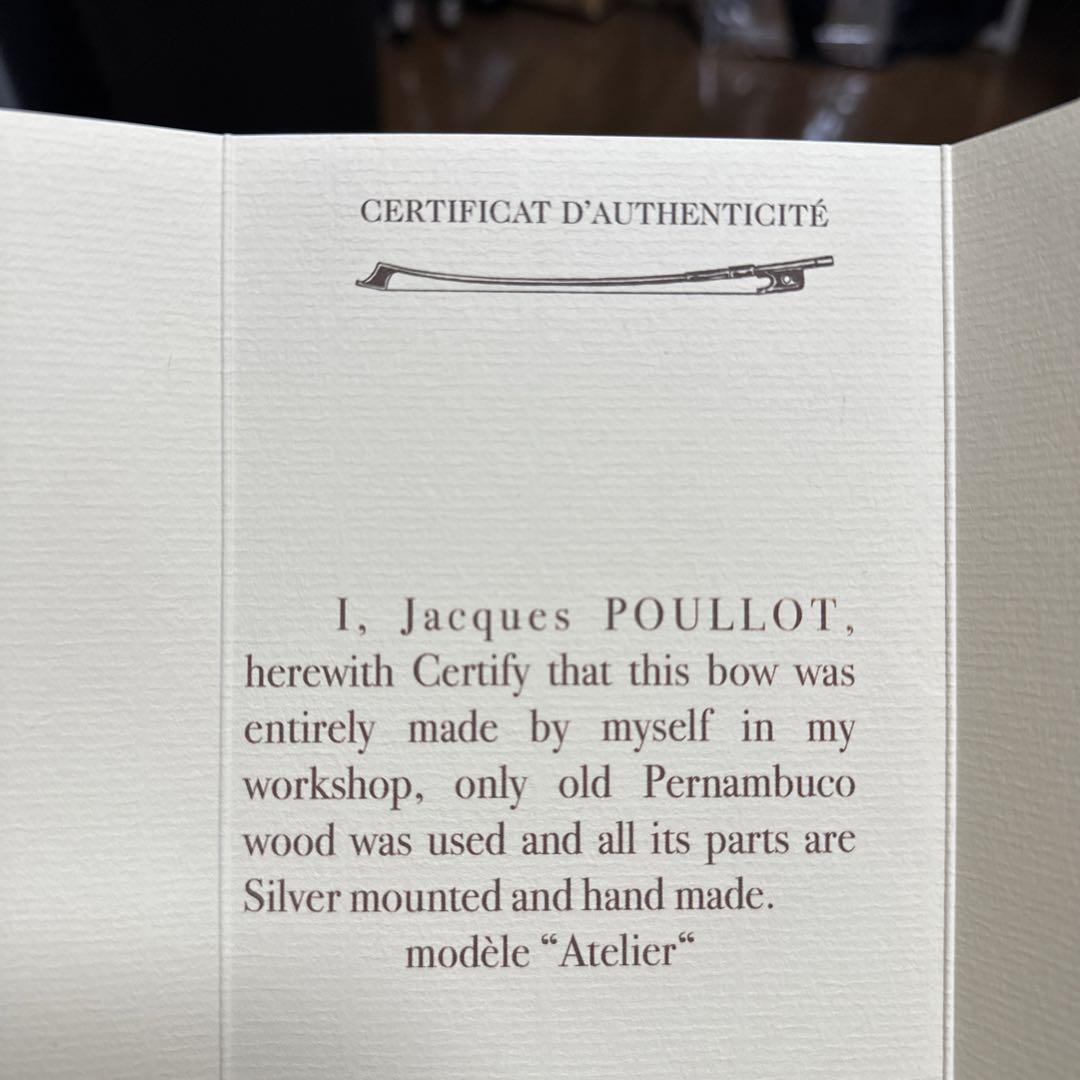 CERTIFICAT D’AUTHENTICITÉ
I, Jacques POULLOT,
herewith Certify that this bow was
entirely made by myself in my
workshop, only old Pernambuco
wood was used and all its parts are
Silver mounted and hand made.
modèle “Atelier“